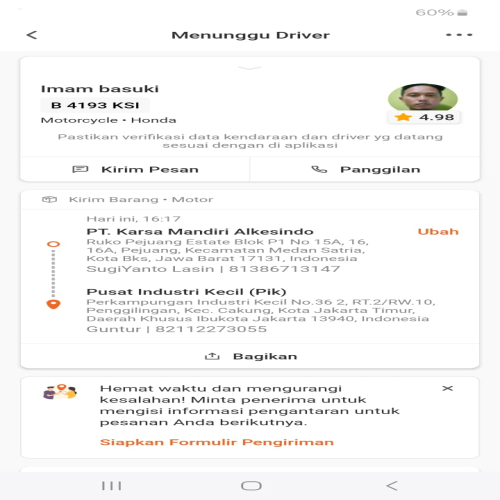 60%
Menunggu Driver
Imam basuki
B 4193 KSI
Motorcycle • Honda
4.98
Pastikan verifikasi data kendaraan dan driver yg datang
sesuai dengan di aplikasi
Kirim Pesan
Panggilan
Kirim Barang • Motor
Hari ini, 16:17
PT. Karsa Mandiri Alkesindo
Ubah
Ruko Pejuang Estate Blok P1 No 15A, 16,
16A, Pejuang, Kecamatan Medan Satria,
Kota Bks, Jawa Barat 17131, Indonesia
SugiYanto Lasin | 81386713147
Pusat Industri Kecil (Pik)
Perkampungan Industri Kecil No.36 2, RT.2/RW.10,
Penggilingan, Kec. Cakung, Kota Jakarta Timur,
Daerah Khusus Ibukota Jakarta 13940, Indonesia
Guntur | 82112273055
Bagikan
Hemat waktu dan mengurangi
kesalahan! Minta penerima untuk
mengisi informasi pengantaran untuk
pesanan Anda berikutnya.
Siapkan Formulir Pengiriman